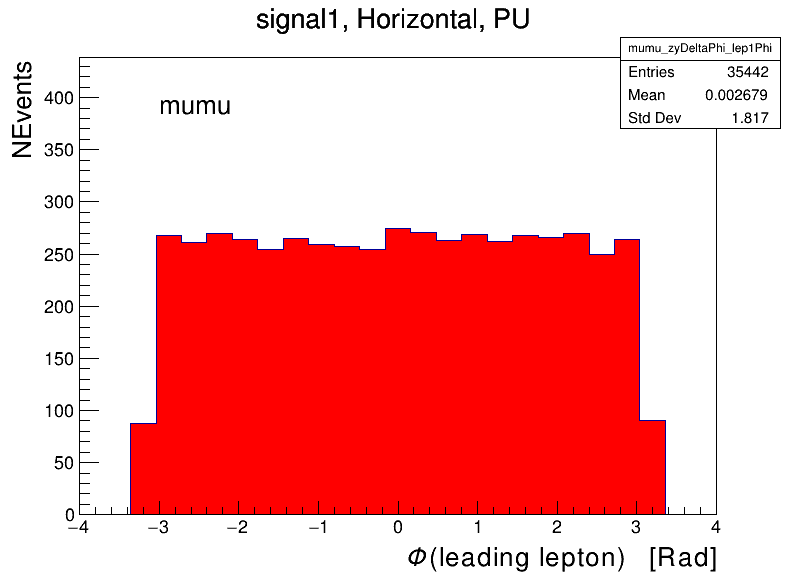 signal1, Horizontal, PU
mumu_zyDeltaPhi_lep1Phi
Entries 35442
Mean 0.002679
Std Dev 1.817
NEvents
mumu
400
350
300
250
200
150
100
50
0
−4 −3 −2 −1 0 1 2 3 4
Φ(leading lepton) [Rad]